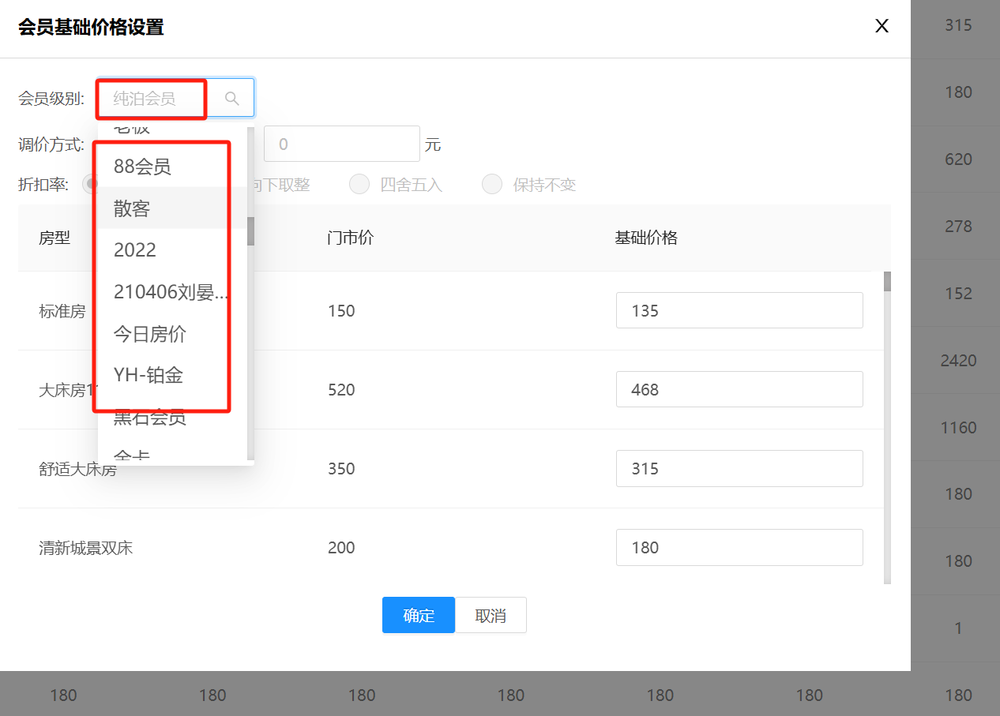 会员基础价格设置 X
会员级别: 纯泊会员
老板
调价方式: 0 元
88会员
折扣率: 向下取整 四舍五入 保持不变
散客
房型 门市价 基础价格
2022
210406刘晏...
标准房 150 135
今日房价
YH-铂金
大床房1 520 468
黑石会员
金卡
舒适大床房 350 315
清新城景双床 200 180
确定 取消
315
180
620
278
152
2420
1160
180
180
1
180 180 180 180 180 180 180